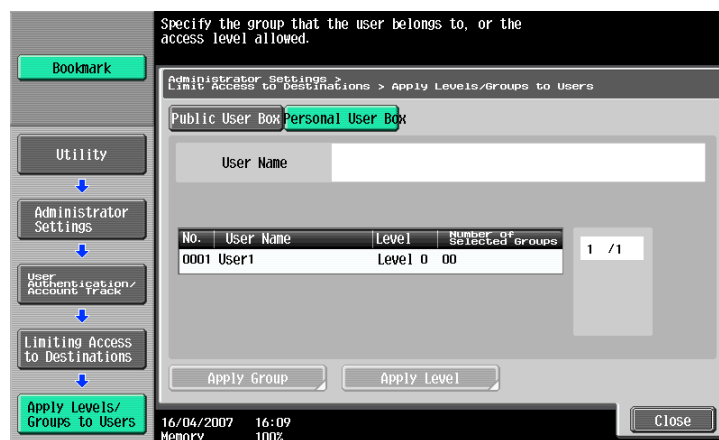 Specify the group that the user belongs to, or the
access level allowed.
Bookmark
Administrator Settings >
Limit Access to Destinations > Apply Levels/Groups to Users
Public User Box
Personal User Box
Utility
User Name
Administrator
Settings
No. User Name Level Number of
Selected Groups
0001 User1 Level 0 00
1 /1
User
Authentication/
Account Track
Limiting Access
to Destinations
Apply Group
Apply Level
Apply Levels/
Groups to Users
16/04/2007 16:09
Memory 100%
Close